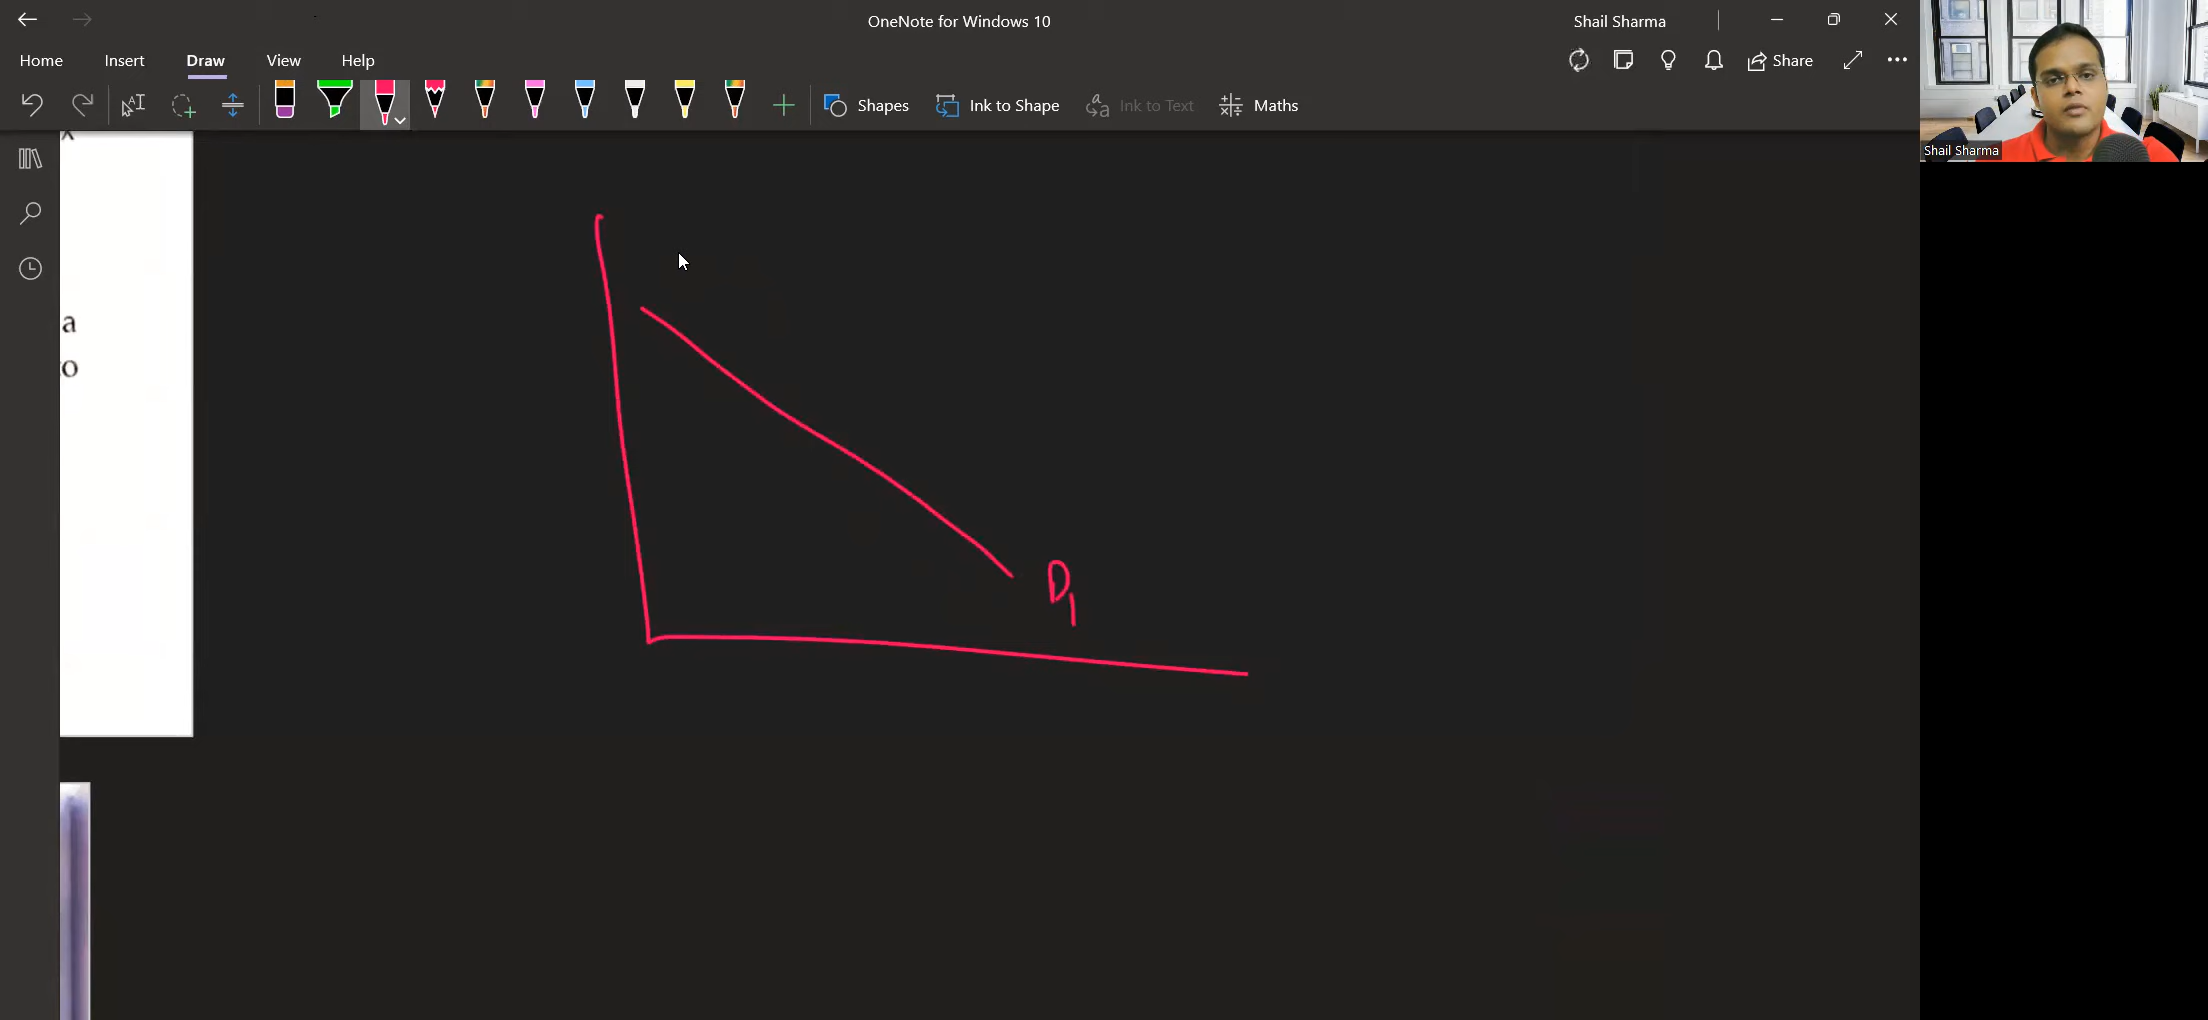 OneNote for Windows 10
Shail Sharma
Home
Insert
Draw
View
Help
Share
Shapes
Ink to Shape
Ink to Text
Maths
Shail Sharma
a
to
D1